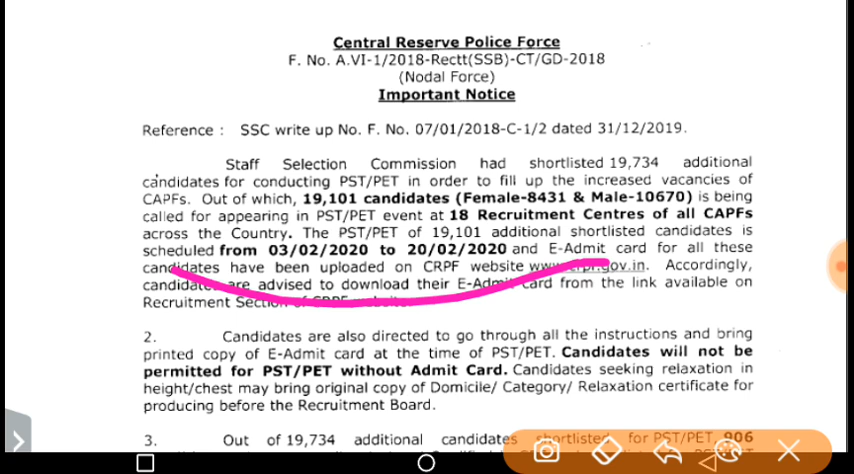 Central Reserve Police Force
F. No. A.VI-1/2018-Rectt(SSB)-CT/GD-2018
(Nodal Force)
Important Notice
Reference : SSC write up No. F. No. 07/01/2018-C-1/2 dated 31/12/2019.
Staff Selection Commission had shortlisted 19,734 additional
candidates for conducting PST/PET in order to fill up the increased vacancies of
CAPFs. Out of which, 19,101 candidates (Female-8431 & Male-10670) is being
called for appearing in PST/PET event at 18 Recruitment Centres of all CAPFs
across the Country. The PST/PET of 19,101 additional shortlisted candidates is
scheduled from 03/02/2020 to 20/02/2020 and E-Admit card for all these
candidates have been uploaded on CRPF website www.crpf.gov.in. Accordingly,
candidates are advised to download their E-Admit card from the link available on
Recruitment Section of CRPF website.
2. Candidates are also directed to go through all the instructions and bring
printed copy of E-Admit card at the time of PST/PET. Candidates will not be
permitted for PST/PET without Admit Card. Candidates seeking relaxation in
height/chest may bring original copy of Domicile/ Category/ Relaxation certificate for
producing before the Recruitment Board.
3. Out of 19,734 additional candidates shortlisted for PST/PET, 906